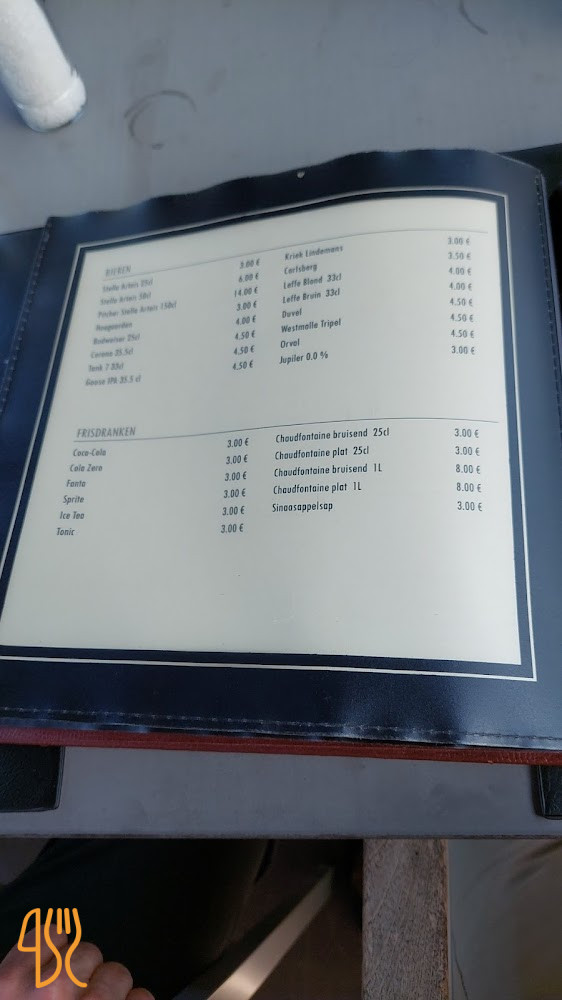 BIEREN
Stella Artois 25cl 3.00 €
Stella Artois 50cl 6.00 €
Pitcher Stella Artois 150cl 14.00 €
Hoegaarden 3.00 €
Budweiser 25cl 4.00 €
Corona 35.5cl 4.50 €
Tank 7 33cl 4.50 €
Goose IPA 35.5 cl 4.50 €
Kriek Lindemans 3.00 €
Carlsberg 3.50 €
Leffe Blond 33cl 4.00 €
Leffe Bruin 33cl 4.00 €
Duvel 4.50 €
Westmalle Tripel 4.50 €
Orval 4.50 €
Jupiler 0.0 % 3.00 €
FRISDRANKEN
Coca-Cola 3.00 €
Cola Zero 3.00 €
Fanta 3.00 €
Sprite 3.00 €
Ice Tea 3.00 €
Tonic 3.00 €
Chaudfontaine bruisend 25cl 3.00 €
Chaudfontaine plat 25cl 3.00 €
Chaudfontaine bruisend 1L 8.00 €
Chaudfontaine plat 1L 8.00 €
Sinaasappelsap 3.00 €